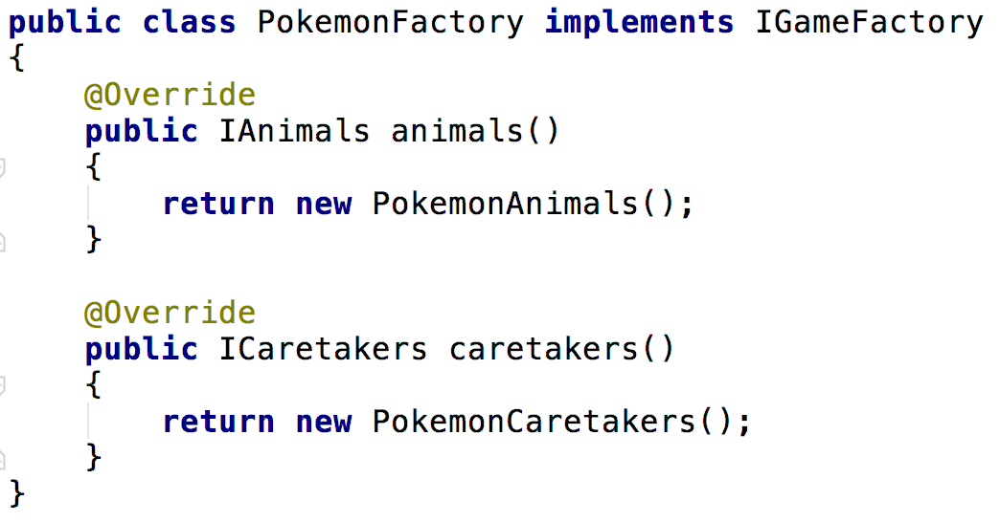 public class PokemonFactory implements IGameFactory
{
    @Override
    public IAnimals animals()
    {
        return new PokemonAnimals();
    }

    @Override
    public ICaretakers caretakers()
    {
        return new PokemonCaretakers();
    }
}